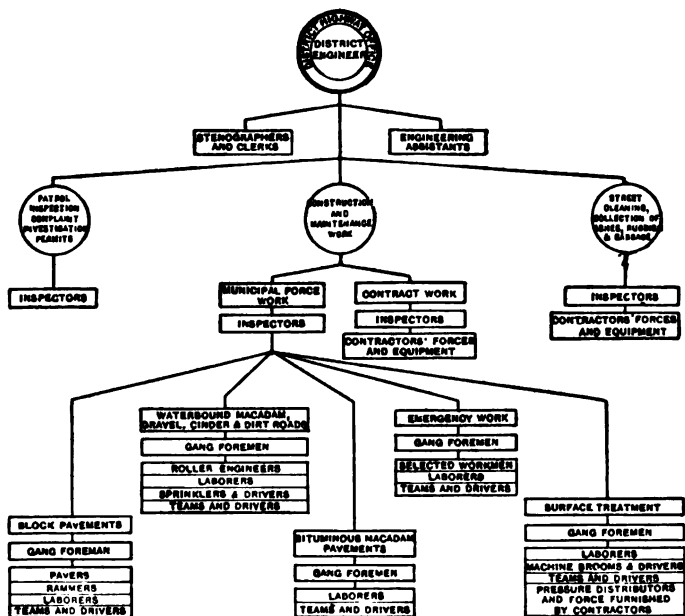 DISTRICT HIGHWAY OFFICE
DISTRICT
ENGINEER
STENOGRAPHERS
AND CLERKS
ENGINEERING
ASSISTANTS
PATROL
INSPECTION
COMPLAINT
INVESTIGATION
PERMITS
CONSTRUCTION
AND
MAINTENANCE
WORK
STREET
CLEANING,
COLLECTION OF
ASHES, RUBBISH
& GARBAGE
INSPECTORS
MUNICIPAL FORCE
WORK
INSPECTORS
CONTRACT WORK
INSPECTORS
CONTRACTORS' FORCES
AND EQUIPMENT
INSPECTORS
CONTRACTORS' FORCES
AND EQUIPMENT
BLOCK PAVEMENTS
GANG FOREMAN
PAVERS
RAMMERS
LABORERS
TEAMS AND DRIVERS
WATERBOUND MACADAM,
GRAVEL, CINDER & DIRT ROADS
GANG FOREMEN
ROLLER ENGINEERS
LABORERS
SPRINKLERS & DRIVERS
TEAMS AND DRIVERS
BITUMINOUS MACADAM
PAVEMENTS
GANG FOREMEN
LABORERS
TEAMS AND DRIVERS
EMERGENCY WORK
GANG FOREMEN
SELECTED WORKMEN
LABORERS
TEAMS AND DRIVERS
SURFACE TREATMENT
GANG FOREMEN
LABORERS
MACHINE BROOMS & DRIVERS
TEAMS AND DRIVERS
PRESSURE DISTRIBUTORS
AND FORCE FURNISHED
BY CONTRACTORS